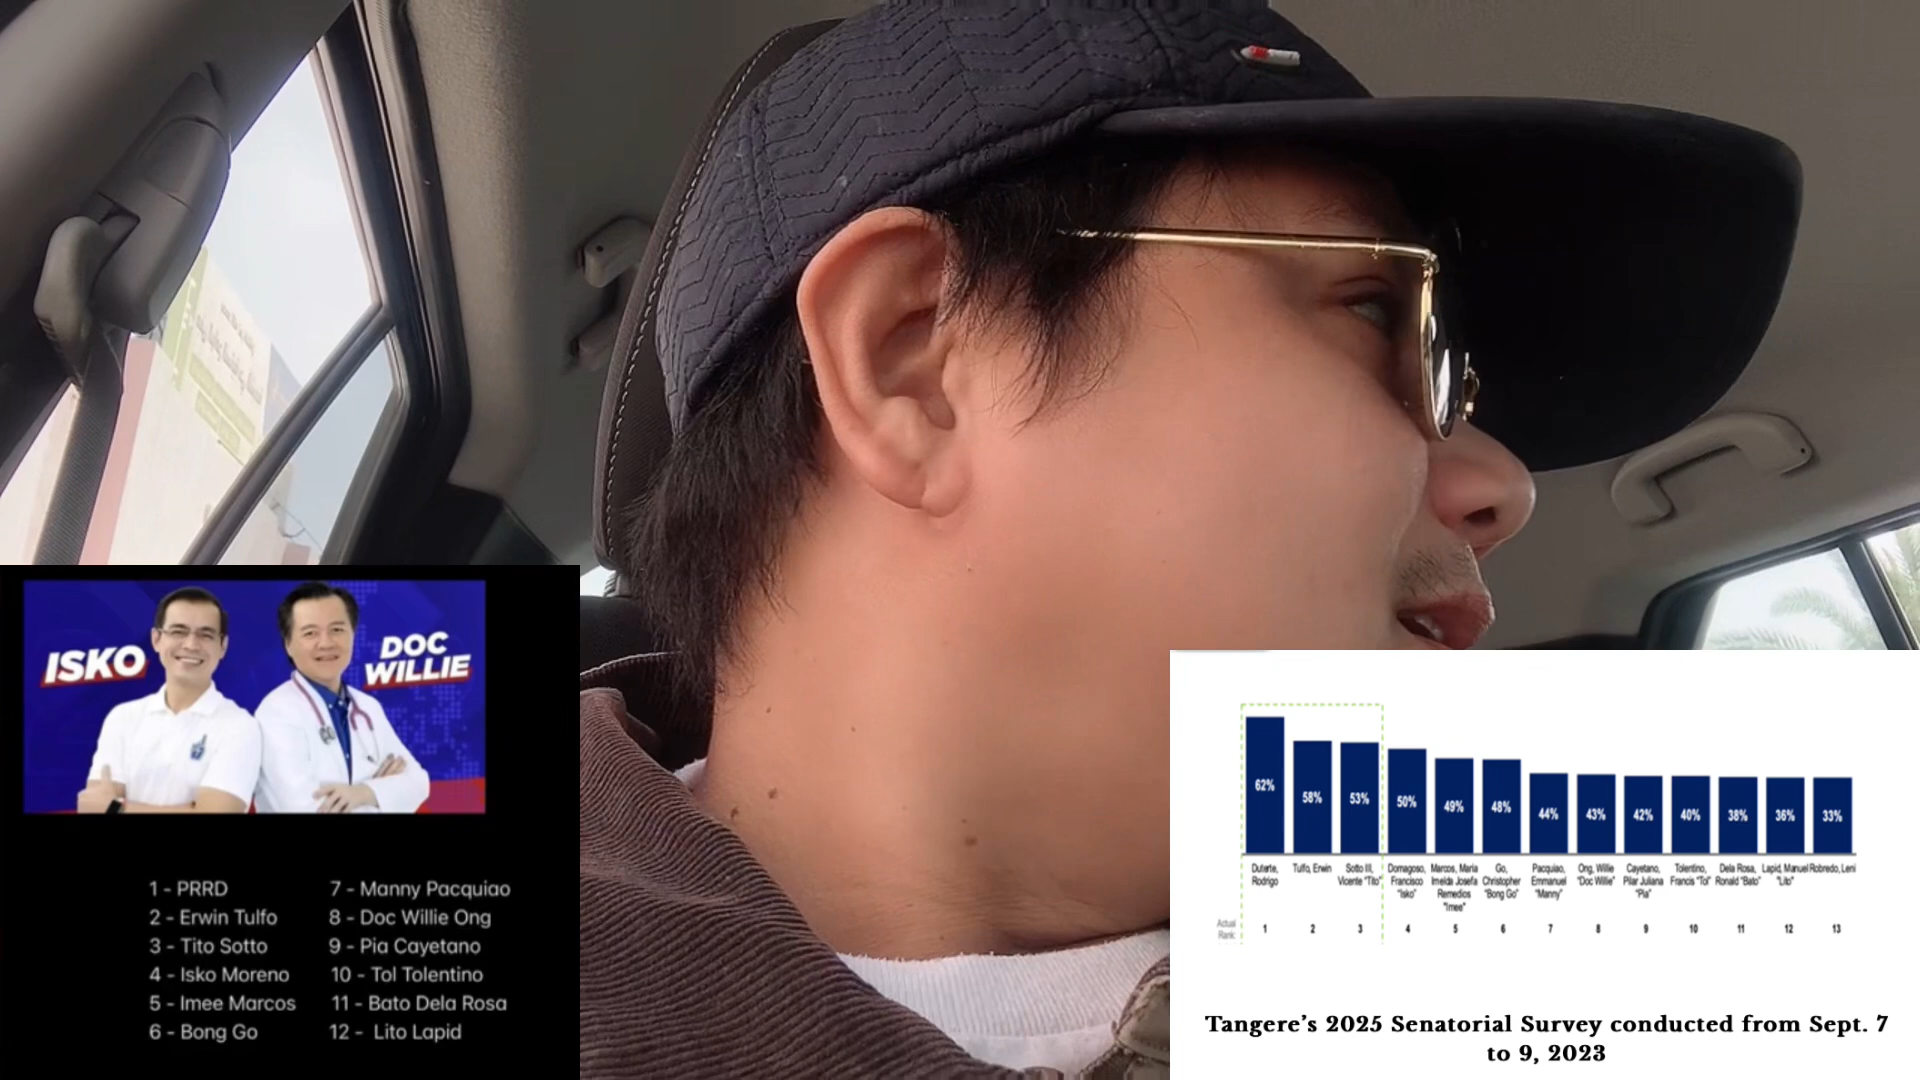 ISKO
DOC
WILLIE
1 - PRRD
2 - Erwin Tulfo
3 - Tito Sotto
4 - Isko Moreno
5 - Imee Marcos
6 - Bong Go
7 - Manny Pacquiao
8 - Doc Willie Ong
9 - Pia Cayetano
10 - Tol Tolentino
11 - Bato Dela Rosa
12 - Lito Lapid
62% 58% 53% 50% 49% 48% 44% 43% 42% 40% 38% 36% 33%
Duterte,
Rodrigo
Tulfo, Erwin
Sotto III,
Vicente "Tito"
Domagoso,
Francisco
"Isko"
Marcos, Maria
Imelda Josefa
Remedios
"Imee"
Go,
Christopher
"Bong Go"
Pacquiao,
Emmanuel
"Manny"
Ong, Willie
"Doc Willie"
Cayetano,
Pilar Juliana
"Pia"
Tolentino,
Francis "Tol"
Dela Rosa,
Ronald "Bato"
Lapid, Manuel
"Lito"
Robredo, Leni
Actual
Rank:
1 2 3 4 5 6 7 8 9 10 11 12 13
Tangere's 2025 Senatorial Survey conducted from Sept. 7
to 9, 2023